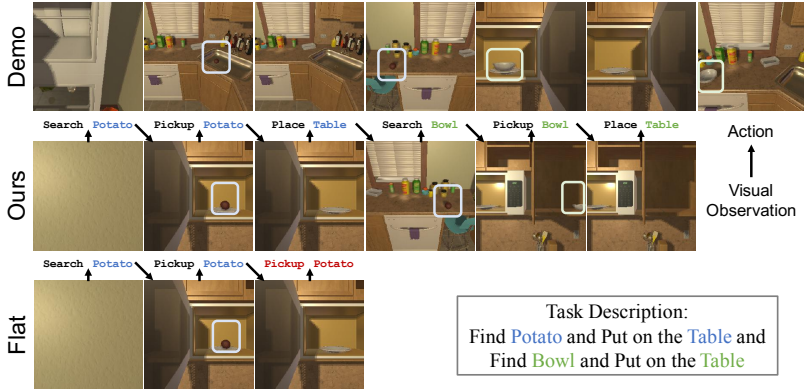 Demo
Search Potato
Pickup Potato
Place Table
Search Bowl
Pickup Bowl
Place Table
Action
Ours
Visual
Observation
Search Potato
Pickup Potato
Pickup Potato
Flat
Task Description:
Find Potato and Put on the Table and
Find Bowl and Put on the Table